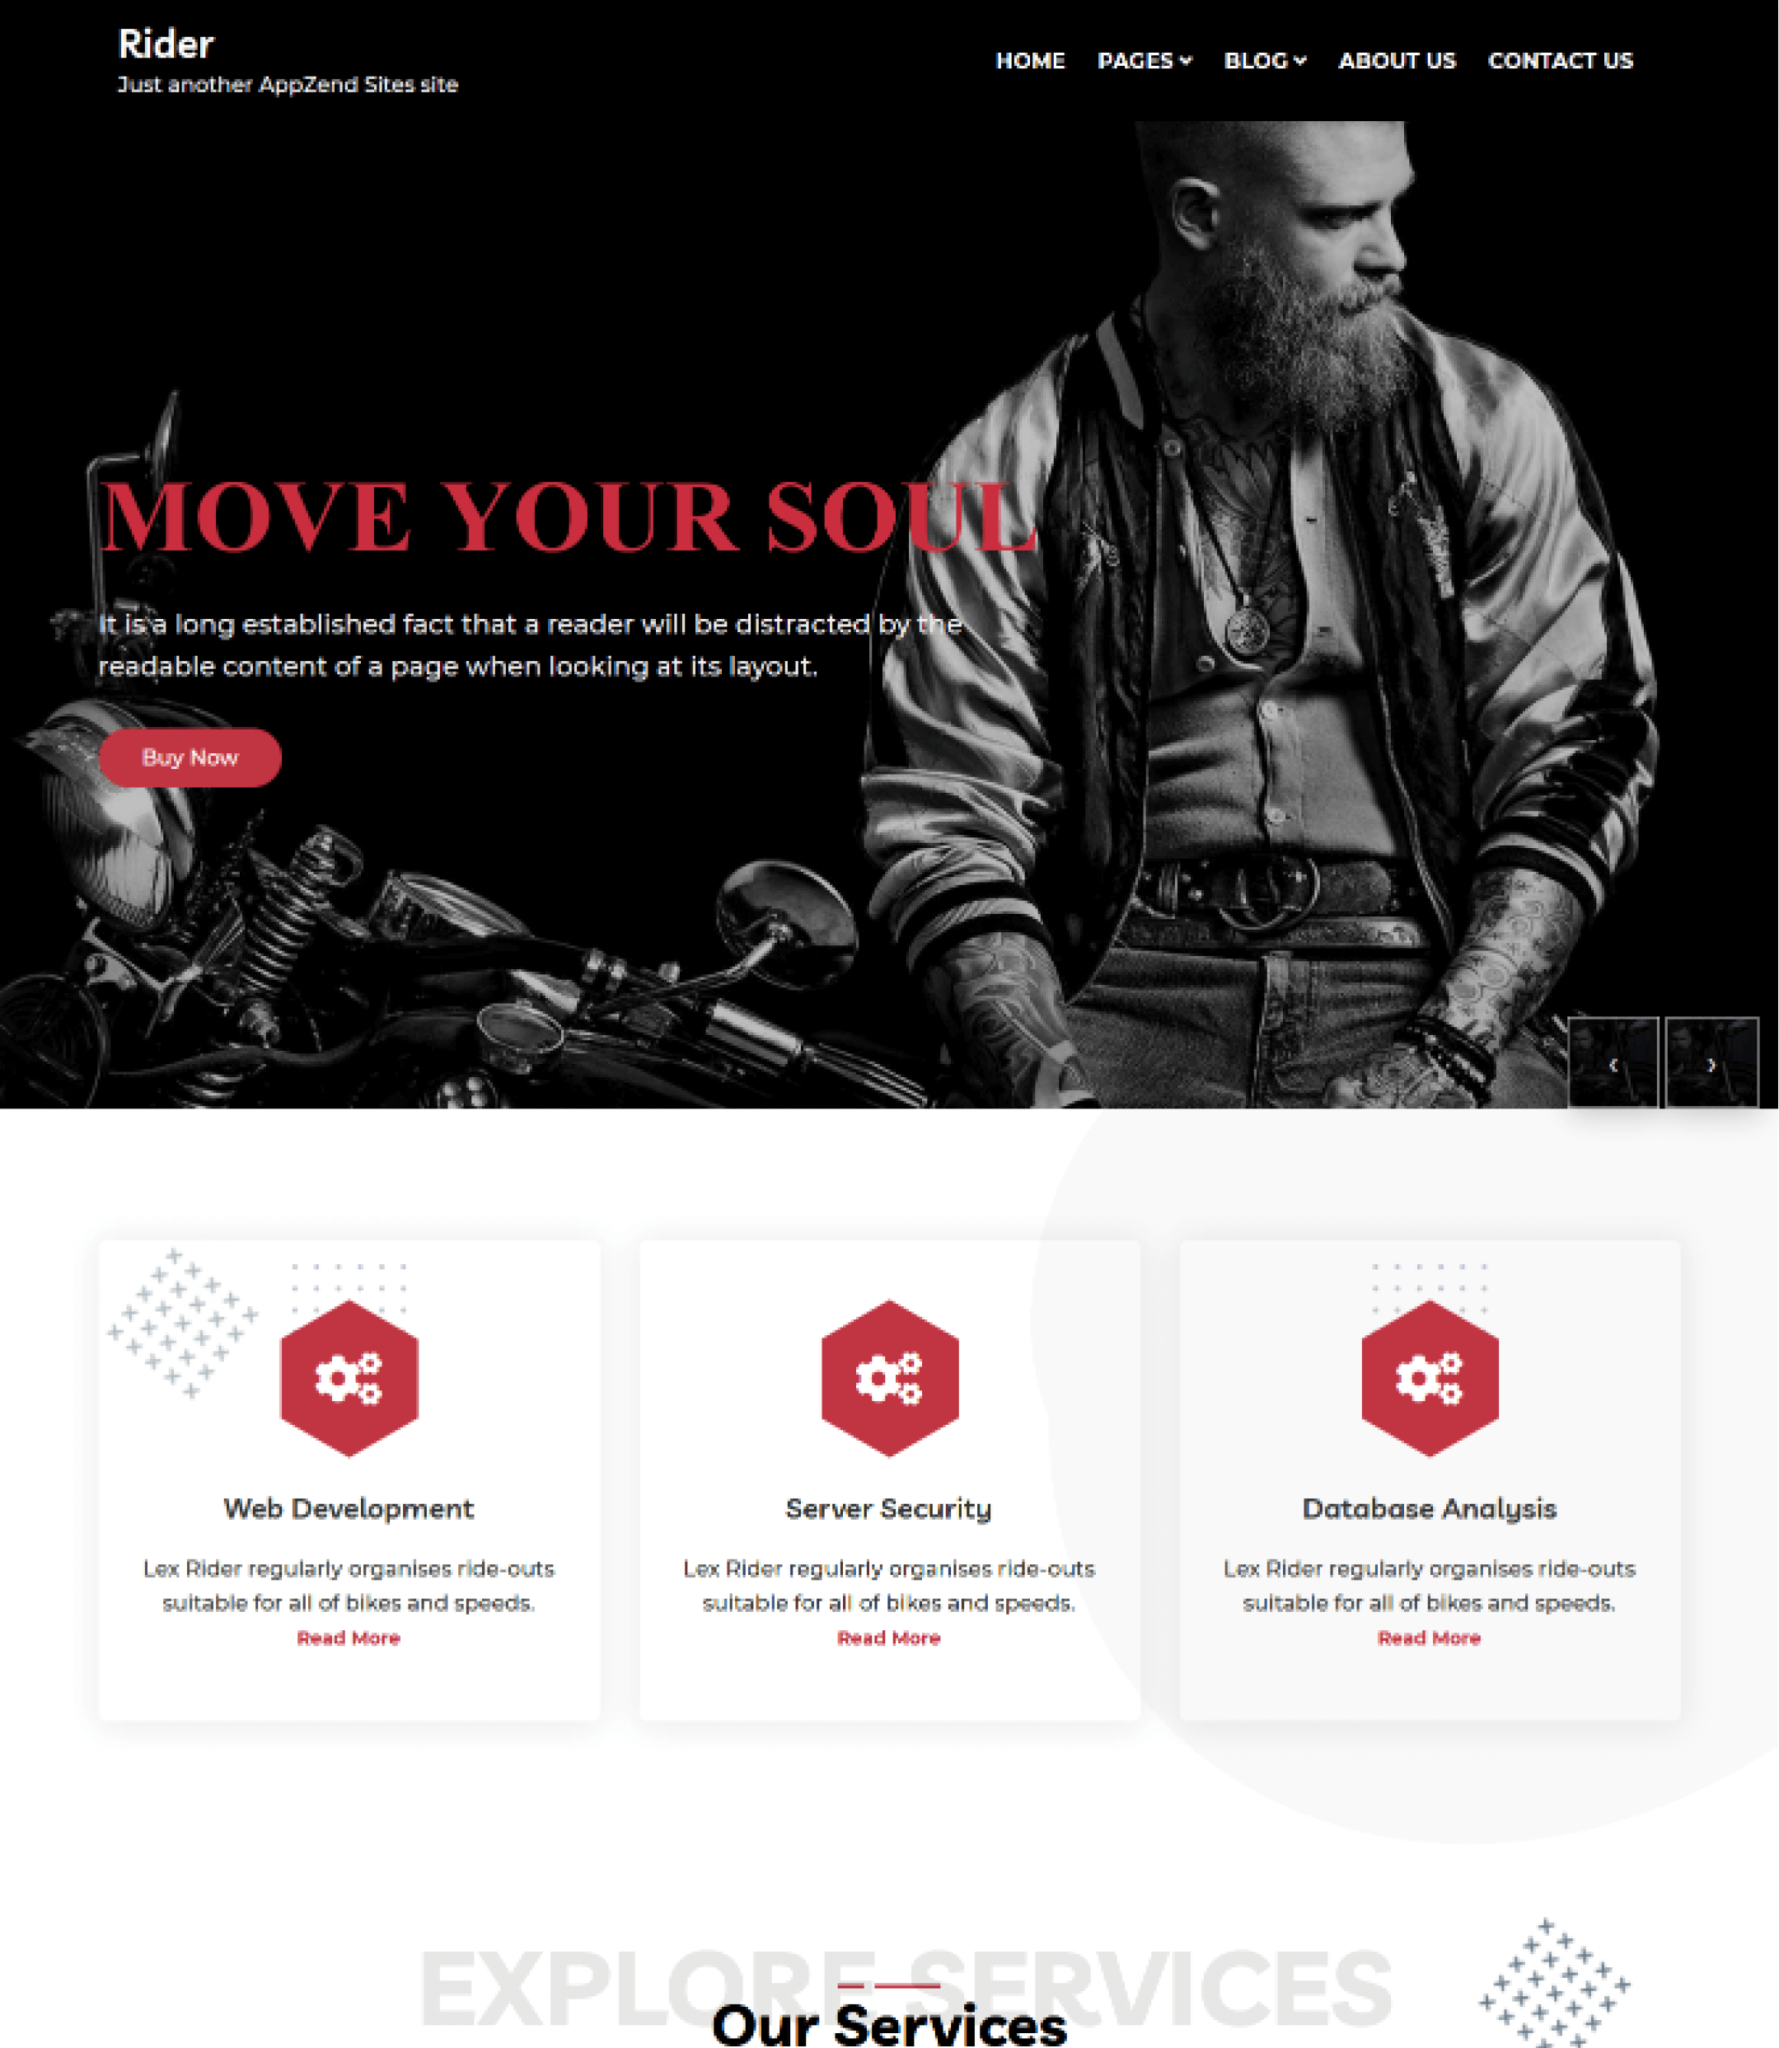 Rider
Just another AppZend Sites site
HOME PAGES BLOG ABOUT US CONTACT US
MOVE YOUR SOUL
It is a long established fact that a reader will be distracted by the
readable content of a page when looking at its layout.
Buy Now
Web Development
Lex Rider regularly organises ride-outs
suitable for all of bikes and speeds.
Read More
Server Security
Lex Rider regularly organises ride-outs
suitable for all of bikes and speeds.
Read More
Database Analysis
Lex Rider regularly organises ride-outs
suitable for all of bikes and speeds.
Read More
EXPLORE SERVICES
Our Services